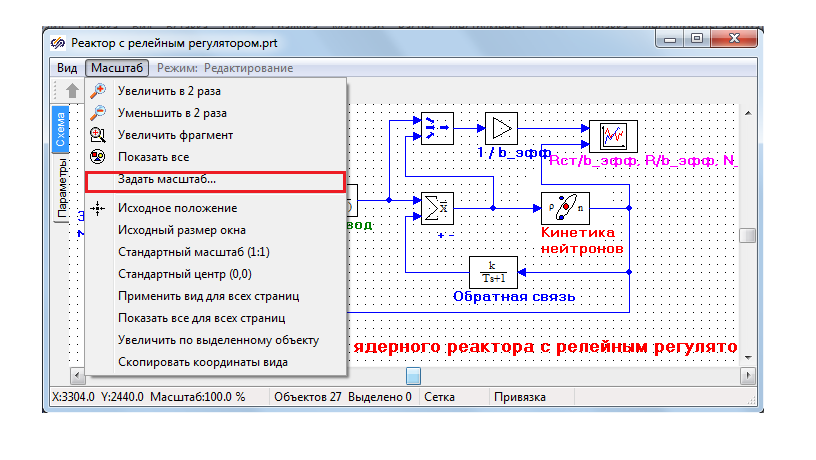 Реактор с релейным регулятором.prt
Вид Масштаб Режим: Редактирование
Увеличить в 2 раза
Уменьшить в 2 раза
Увеличить фрагмент
Показать все
Задать масштаб...
Исходное положение
Исходный размер окна
Стандартный масштаб (1:1)
Стандартный центр (0,0)
Применить вид для всех страниц
Показать все для всех страниц
Увеличить по выделенному объекту
Скопировать координаты вида
Схема
Параметры
1/b_эфф
Rст/b_эфф, R/b_эфф, N_
вод
+ -
ρ n
Кинетика
нейтронов
k
Ts+1
Обратная связь
ядерного реактора с релейным регулято
X:3304.0 Y:2440.0 Масштаб:100.0 % Объектов 27 Выделено 0 Сетка Привязка